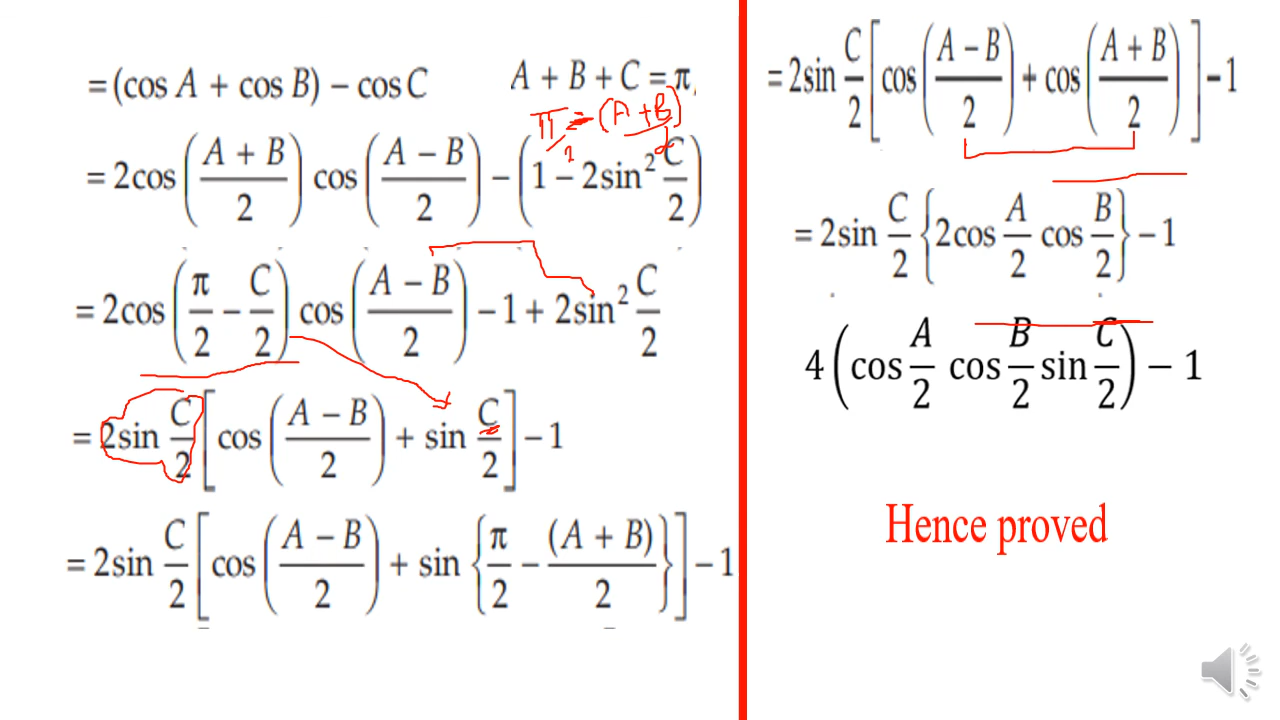 = (cos A + cos B) − cos C
A + B + C = π
π/2 = (A + B)/2
= 2cos((A + B)/2) cos((A − B)/2) − (1 − 2sin² C/2)
= 2cos(π/2 − C/2) cos((A − B)/2) − 1 + 2sin² C/2
= 2sin C/2 [cos((A − B)/2) + sin C/2] − 1
= 2sin C/2 [cos((A − B)/2) + sin{π/2 − (A + B)/2}] − 1
= 2sin C/2 [cos((A − B)/2) + cos((A + B)/2)] − 1
= 2sin C/2 {2cos A/2 cos B/2} − 1
4(cos A/2 cos B/2 sin C/2) − 1
Hence proved